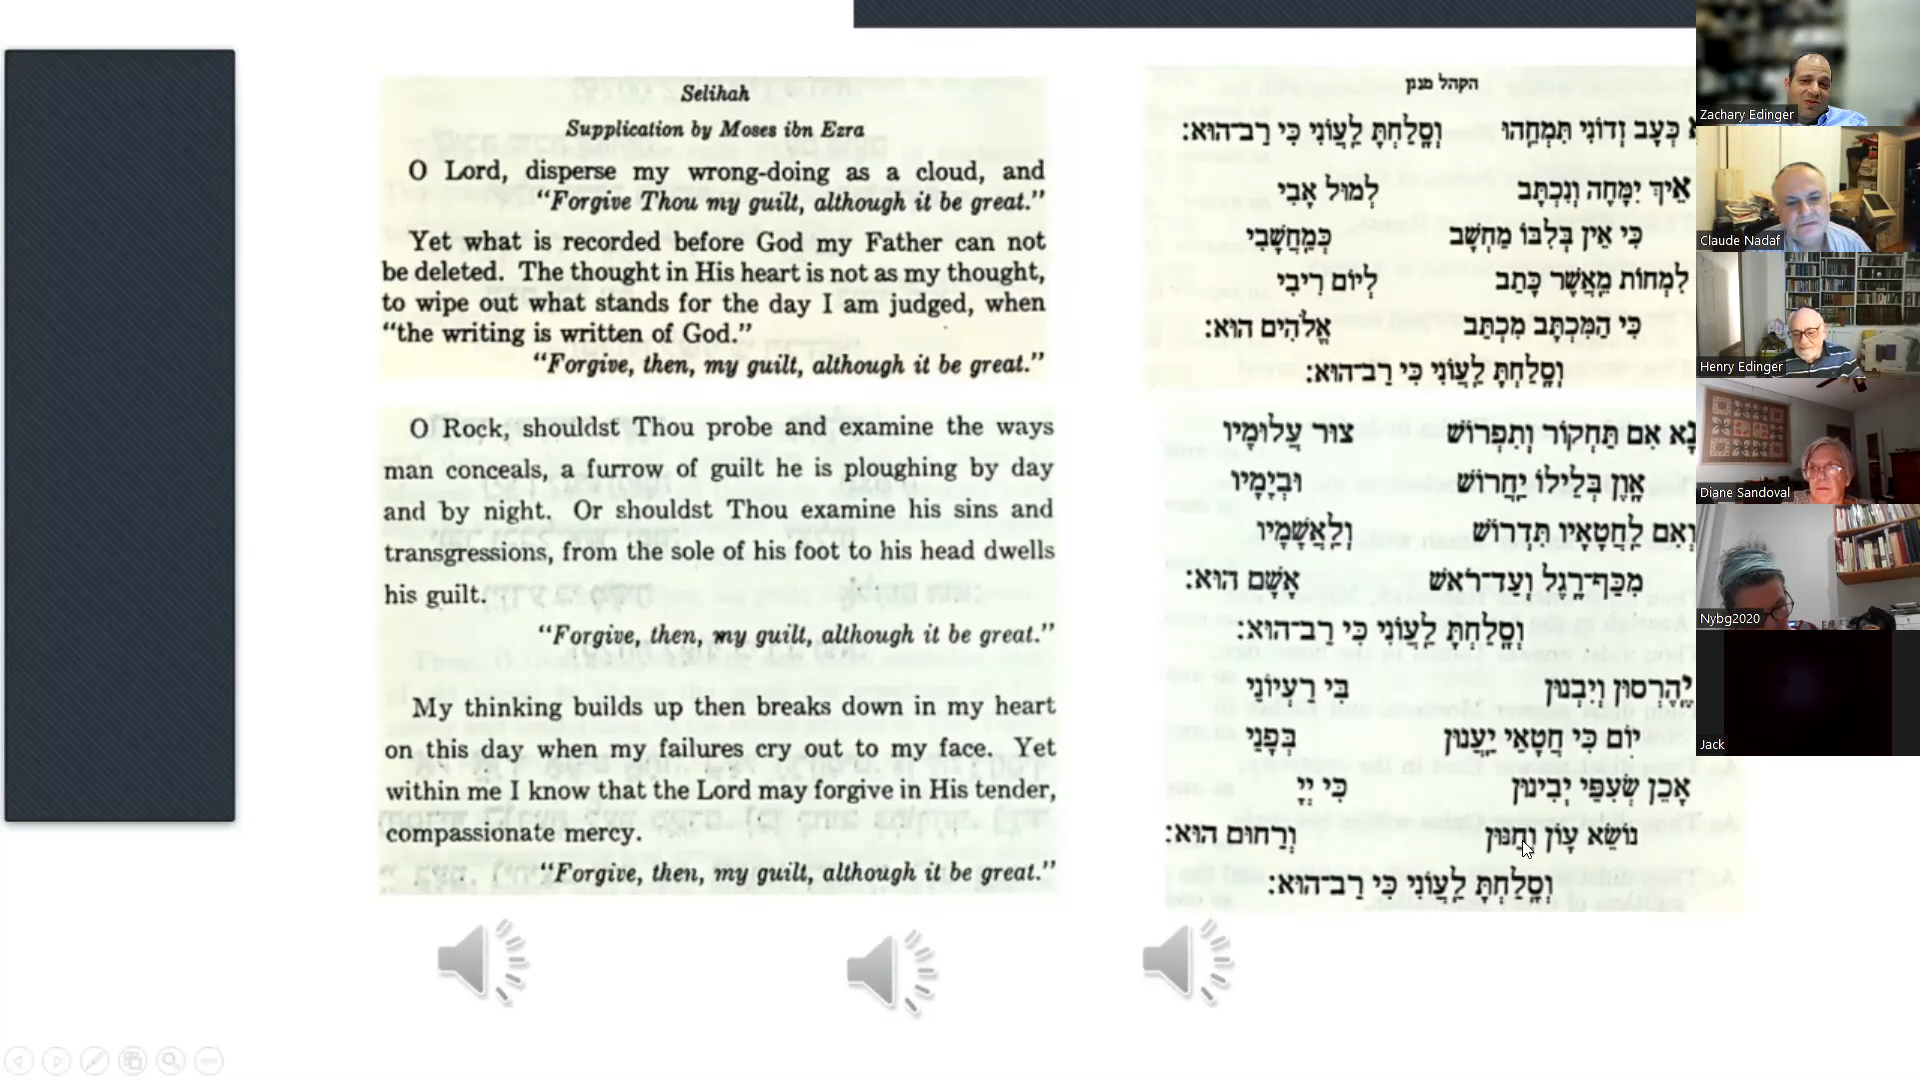 Selihah
Supplication by Moses ibn Ezra
O Lord, disperse my wrong-doing as a cloud, and
"Forgive Thou my guilt, although it be great."
Yet what is recorded before God my Father can not
be deleted. The thought in His heart is not as my thought,
to wipe out what stands for the day I am judged, when
"the writing is written of God."
"Forgive, then, my guilt, although it be great."
O Rock, shouldst Thou probe and examine the ways
man conceals, a furrow of guilt he is ploughing by day
and by night. Or shouldst Thou examine his sins and
transgressions, from the sole of his foot to his head dwells
his guilt.
"Forgive, then, my guilt, although it be great."
My thinking builds up then breaks down in my heart
on this day when my failures cry out to my face. Yet
within me I know that the Lord may forgive in His tender,
compassionate mercy.
"Forgive, then, my guilt, although it be great."
הקהל מנגן
כְּעָב זְדוֹנִי תִּמְחֵהוּ וְסָלַחְתָּ לַעֲוֹנִי כִּי רַב־הוּא:
אֵיךְ יִמָּחֶה וְנִכְתָּב לְמוּל אָבִי
כִּי אֵין בְּלִבּוֹ מַחְשָׁב כְּמַחֲשָׁבִי
לִמְחוֹת מֵאֲשֶׁר כָּתַב לְיוֹם רִיבִי
כִּי הַמִּכְתָּב מִכְתַּב אֱלֹהִים הוּא:
וְסָלַחְתָּ לַעֲוֹנִי כִּי רַב־הוּא:
נָא אִם תַּחְקוֹר וְתִפְרוֹשׁ צוּר עֲלוּמָיו
אָוֶן בְּלֵילוֹ יַחֲרוֹשׁ וּבְיָמָיו
וְאִם לַחֲטָאָיו תִּדְרוֹשׁ וְלַאֲשָׁמָיו
מִכַּף־רֶגֶל וְעַד־רֹאשׁ אָשָׁם הוּא:
וְסָלַחְתָּ לַעֲוֹנִי כִּי רַב־הוּא:
יֶהֶרְסוּן וְיִבְנוּן בִּי רַעְיוֹנַי
יוֹם כִּי חֲטָאַי יַעֲנוּן בְּפָנַי
אָכֵן שְׂעִפַּי יְבִינוּן כִּי יְיָ
נוֹשֵׂא עָוֹן וְחַנּוּן וְרַחוּם הוּא:
וְסָלַחְתָּ לַעֲוֹנִי כִּי רַב־הוּא:
Zachary Edinger
Claude Nadaf
Henry Edinger
Diane Sandoval
Nybg2020
Jack